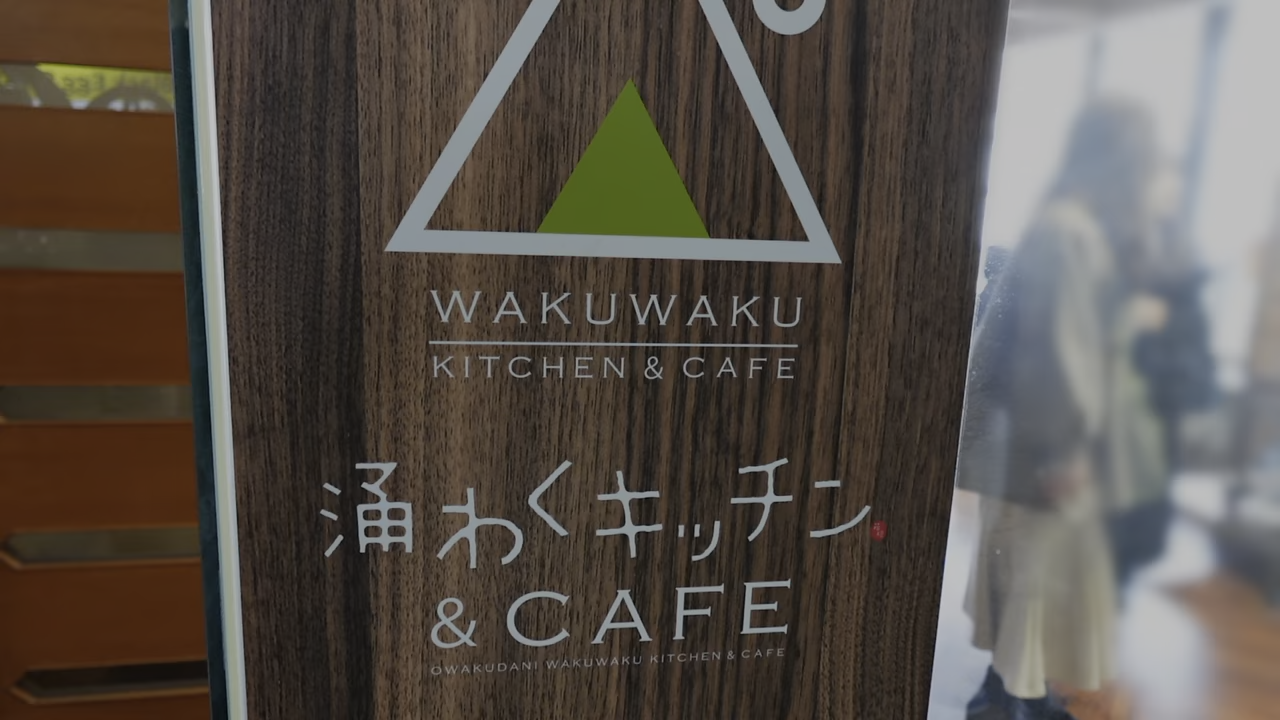 WAKUWAKU
KITCHEN & CAFE
涌わくキッチン
& CAFE
OWAKUDANI WAKUWAKU KITCHEN & CAFE